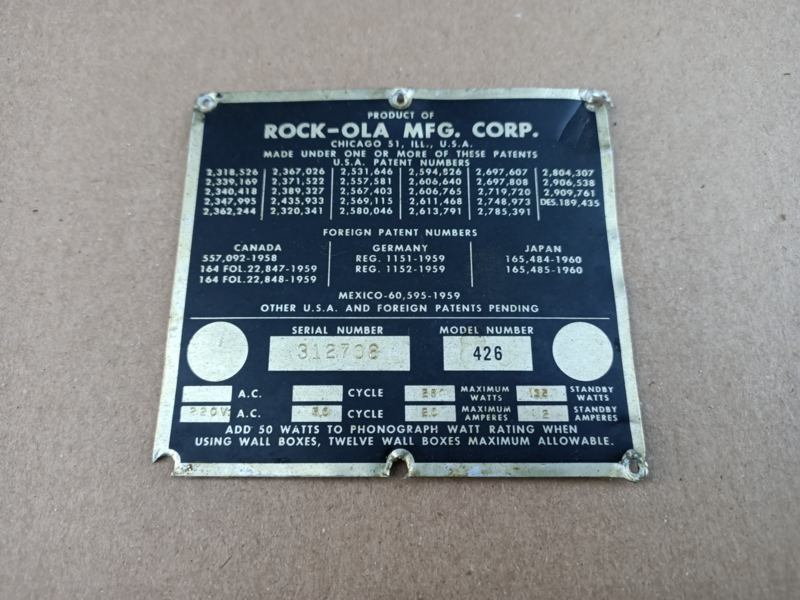 PRODUCT OF
ROCK-OLA MFG. CORP.
CHICAGO 51, ILL., U.S.A.
MADE UNDER ONE OR MORE OF THESE PATENTS
U.S.A. PATENT NUMBERS
2,318,526 2,367,026 2,531,646 2,594,826 2,697,607 2,804,307
2,339,169 2,371,522 2,557,581 2,600,640 2,697,808 2,906,538
2,340,418 2,389,327 2,567,403 2,606,765 2,719,720 2,909,761
2,347,995 2,435,933 2,569,115 2,611,468 2,748,973 DES.189,435
2,362,244 2,320,341 2,580,046 2,613,791 2,785,391
FOREIGN PATENT NUMBERS
CANADA GERMANY JAPAN
557,092-1958 REG. 1151-1959 165,484-1960
164 FOL.22,847-1959 REG. 1152-1959 165,485-1960
164 FOL.22,848-1959
MEXICO-60,595-1959
OTHER U.S.A. AND FOREIGN PATENTS PENDING
SERIAL NUMBER MODEL NUMBER
312708 426
A.C. CYCLE MAXIMUM WATTS STANDBY WATTS
220V. A.C. CYCLE MAXIMUM AMPERES STANDBY AMPERES
ADD 50 WATTS TO PHONOGRAPH WATT RATING WHEN
USING WALL BOXES, TWELVE WALL BOXES MAXIMUM ALLOWABLE.